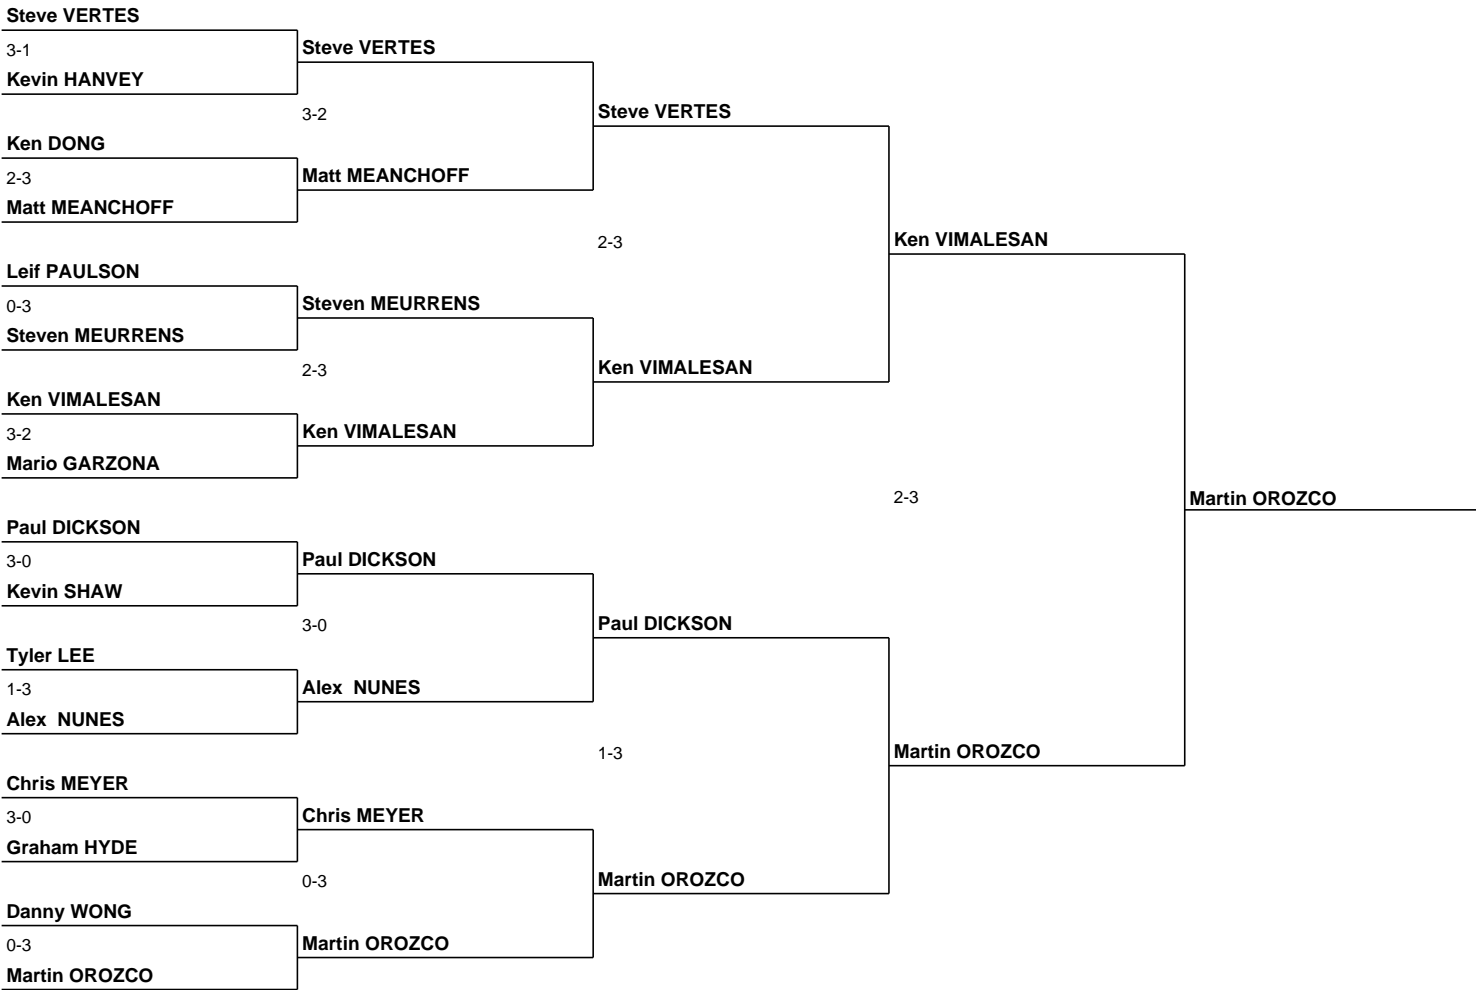 Steve VERTES
3-1
Kevin HANVEY
Ken DONG
2-3
Matt MEANCHOFF
Leif PAULSON
0-3
Steven MEURRENS
Ken VIMALESAN
3-2
Mario GARZONA
Paul DICKSON
3-0
Kevin SHAW
Tyler LEE
1-3
Alex  NUNES
Chris MEYER
3-0
Graham HYDE
Danny WONG
0-3
Martin OROZCO
Steve VERTES
3-2
Matt MEANCHOFF
Steven MEURRENS
2-3
Ken VIMALESAN
Paul DICKSON
3-0
Alex  NUNES
Chris MEYER
0-3
Martin OROZCO
Steve VERTES
2-3
Ken VIMALESAN
Paul DICKSON
1-3
Martin OROZCO
Ken VIMALESAN
2-3
Martin OROZCO
Martin OROZCO